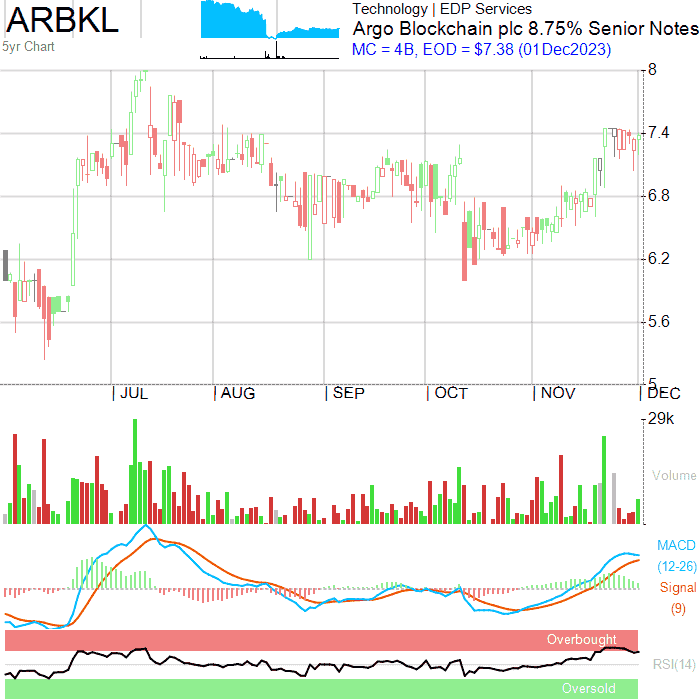 ARBKL
5yr Chart
Technology | EDP Services
Argo Blockchain plc 8.75% Senior Notes
MC = 4B, EOD = $7.38 (01Dec2023)
8
7.4
6.8
6.2
5.6
5
JUL
AUG
SEP
OCT
NOV
DEC
29k
Volume
MACD
(12-26)
Signal
(9)
Overbought
RSI(14)
Oversold